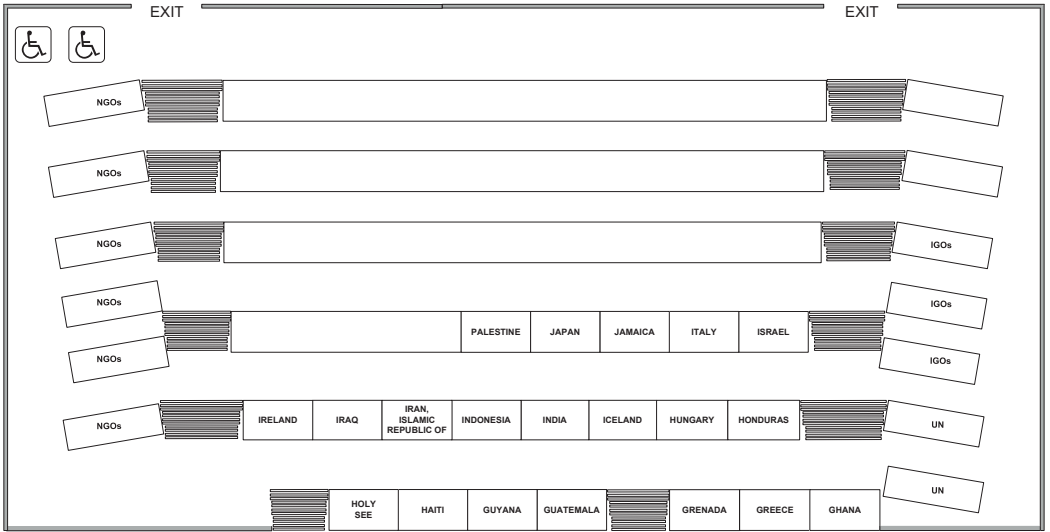 EXIT
EXIT
NGOs
NGOs
NGOs
IGOs
NGOs
IGOs
PALESTINE
JAPAN
JAMAICA
ITALY
ISRAEL
NGOs
IGOs
IRELAND
IRAQ
IRAN,
ISLAMIC
REPUBLIC OF
INDONESIA
INDIA
ICELAND
HUNGARY
HONDURAS
NGOs
UN
UN
HOLY
SEE
HAITI
GUYANA
GUATEMALA
GRENADA
GREECE
GHANA